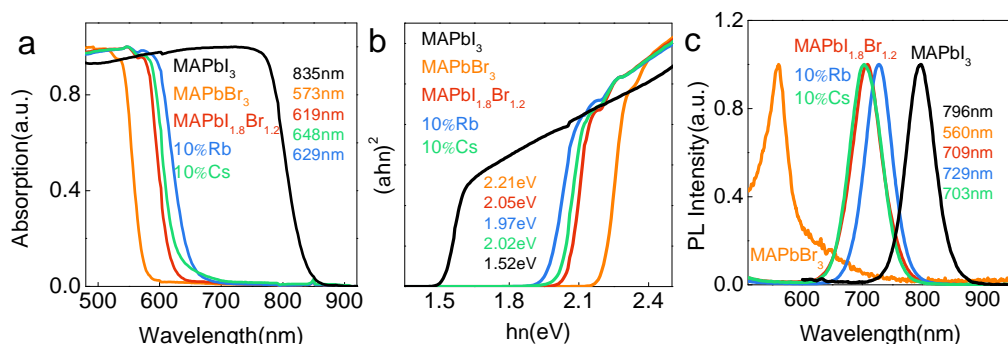 a
Absorption(a.u.)
0.8
0.4
0.0
500
600
700
800
900
Wavelength(nm)
MAPbI3
MAPbBr3
MAPbI1.8Br1.2
10%Rb
10%Cs
835nm
573nm
619nm
648nm
629nm
b
(ahn)2
1.5
1.8
2.1
2.4
hn(eV)
MAPbI3
MAPbBr3
MAPbI1.8Br1.2
10%Rb
10%Cs
2.21eV
2.05eV
1.97eV
2.02eV
1.52eV
c
PL Intensity(a.u.)
1.2
0.8
0.4
0.0
600
700
800
900
Wavelength(nm)
MAPbI1.8Br1.2
10%Rb
10%Cs
MAPbI3
796nm
560nm
709nm
729nm
703nm
MAPbBr3